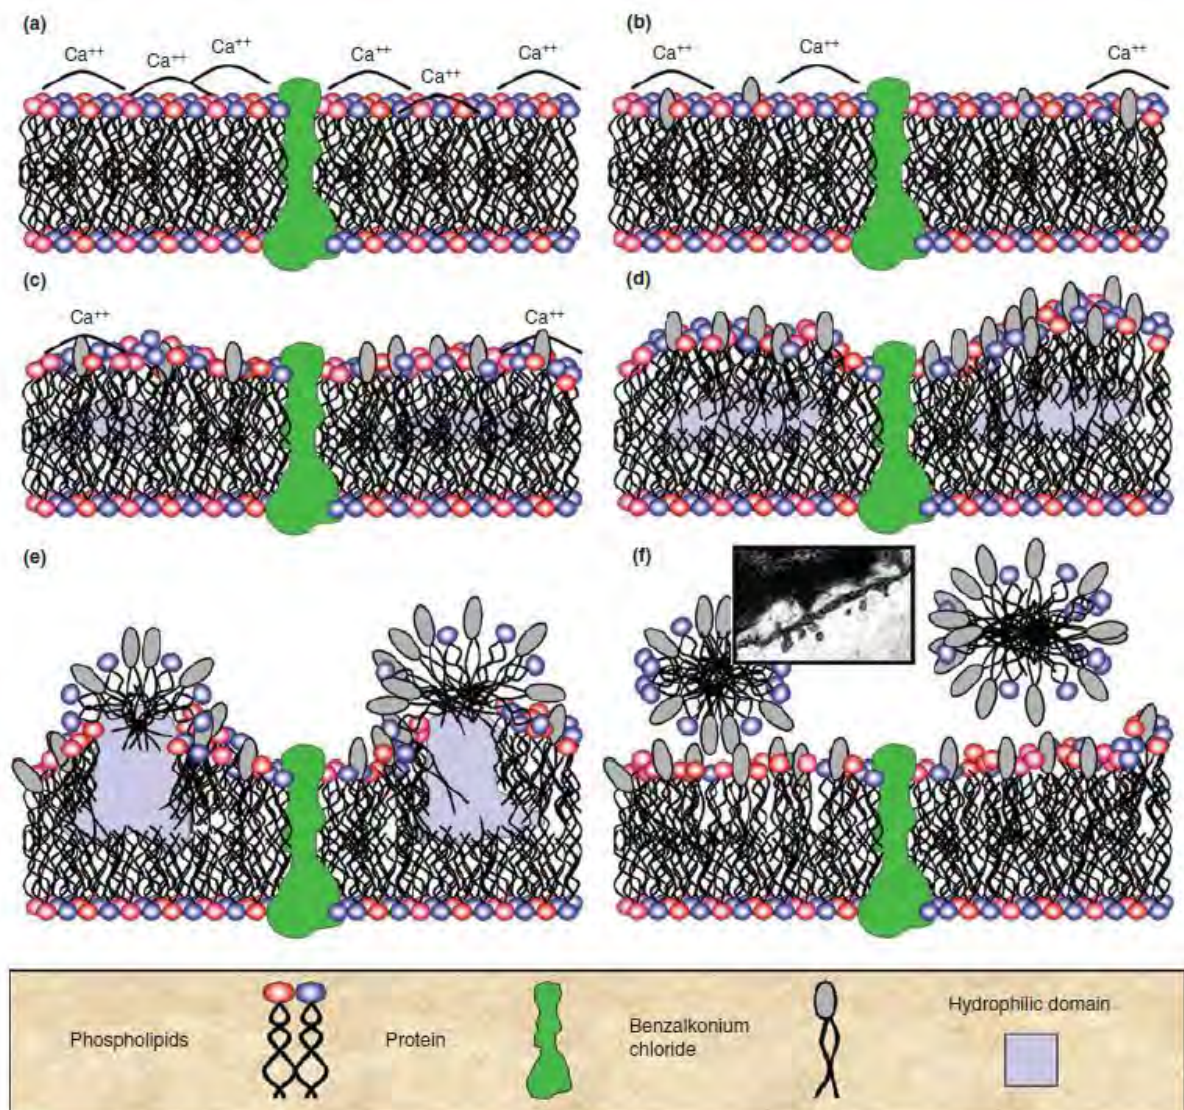 (a)
Ca++ Ca++ Ca++ Ca++ Ca++ Ca++
(b)
Ca++ Ca++ Ca++
(c)
Ca++ Ca++
(d)
(e)
(f)
Phospholipids
Protein
Benzalkonium
chloride
Hydrophilic domain